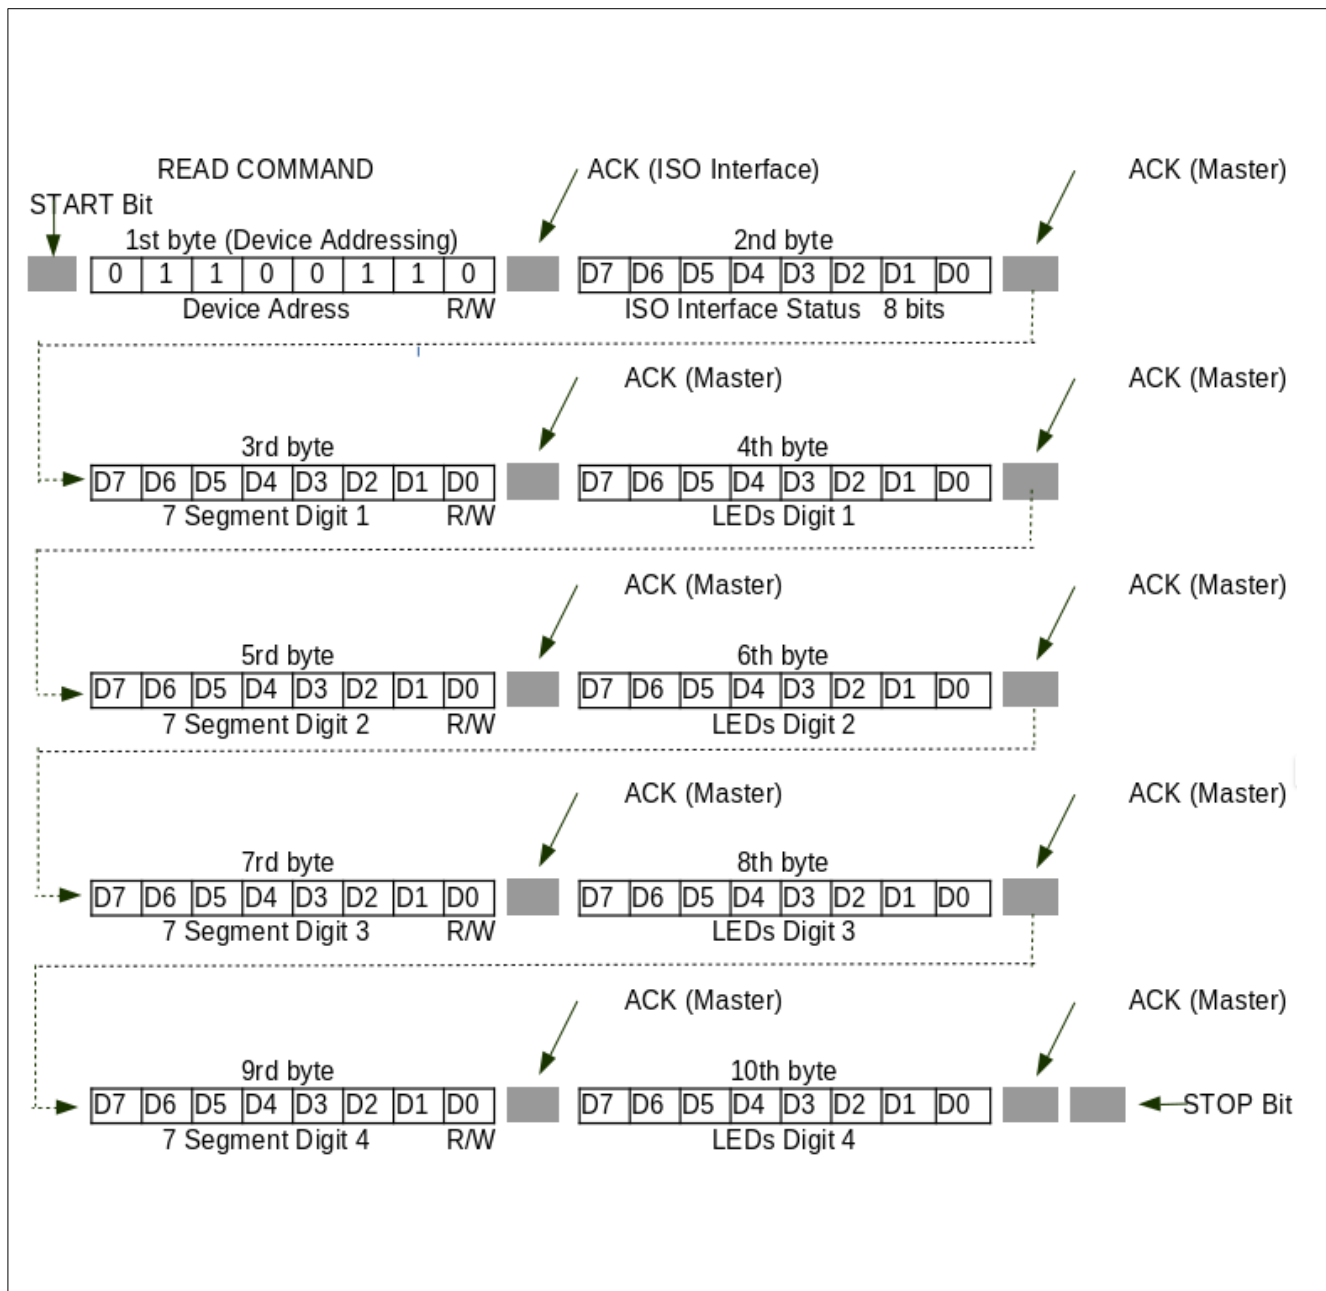 READ COMMAND
ACK (ISO Interface)
ACK (Master)
START Bit
1st byte (Device Addressing)
2nd byte
0 1 1 0 0 1 1 0
D7 D6 D5 D4 D3 D2 D1 D0
Device Adress R/W
ISO Interface Status 8 bits
ACK (Master)
ACK (Master)
3rd byte
4th byte
D7 D6 D5 D4 D3 D2 D1 D0
D7 D6 D5 D4 D3 D2 D1 D0
7 Segment Digit 1 R/W
LEDs Digit 1
ACK (Master)
ACK (Master)
5rd byte
6th byte
D7 D6 D5 D4 D3 D2 D1 D0
D7 D6 D5 D4 D3 D2 D1 D0
7 Segment Digit 2 R/W
LEDs Digit 2
ACK (Master)
ACK (Master)
7rd byte
8th byte
D7 D6 D5 D4 D3 D2 D1 D0
D7 D6 D5 D4 D3 D2 D1 D0
7 Segment Digit 3 R/W
LEDs Digit 3
ACK (Master)
ACK (Master)
9rd byte
10th byte
D7 D6 D5 D4 D3 D2 D1 D0
D7 D6 D5 D4 D3 D2 D1 D0
STOP Bit
7 Segment Digit 4 R/W
LEDs Digit 4